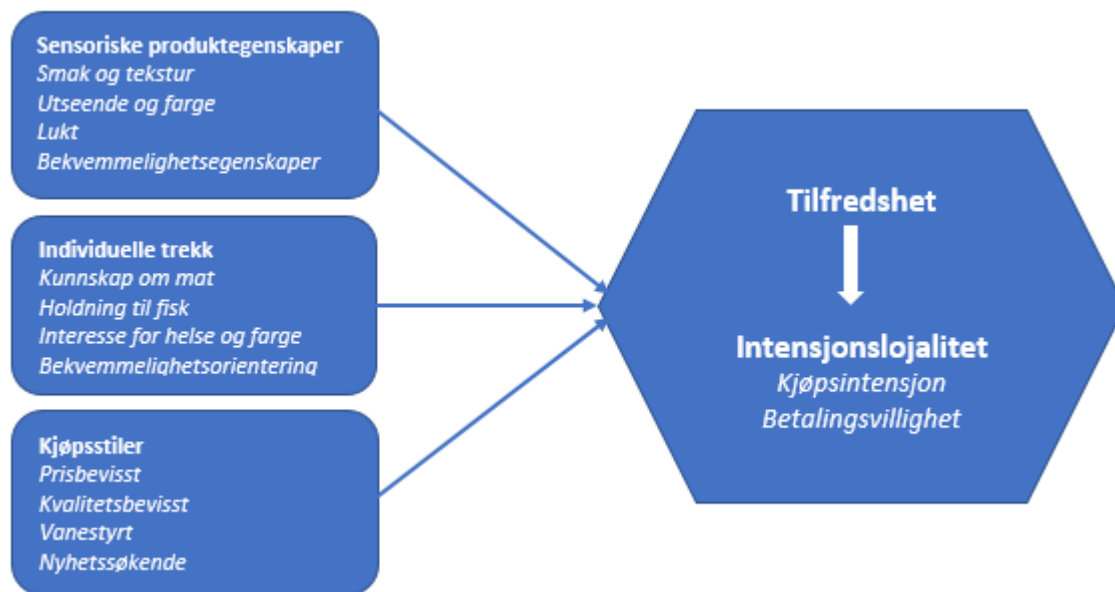 Sensoriske produktegenskaper
Smak og tekstur
Utseende og farge
Lukt
Bekvemmelighetsegenskaper
Individuelle trekk
Kunnskap om mat
Holdning til fisk
Interesse for helse og farge
Bekvemmelighetsorientering
Kjøpsstiler
Prisbevisst
Kvalitetsbevisst
Vanestyrt
Nyhetssøkende
Tilfredshet
Intensjonslojalitet
Kjøpsintensjon
Betalingsvillighet